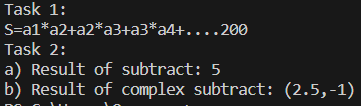 Task 1:
S=a1*a2+a2*a3+a3*a4+....200
Task 2:
a) Result of subtract: 5
b) Result of complex subtract: (2.5,-1)